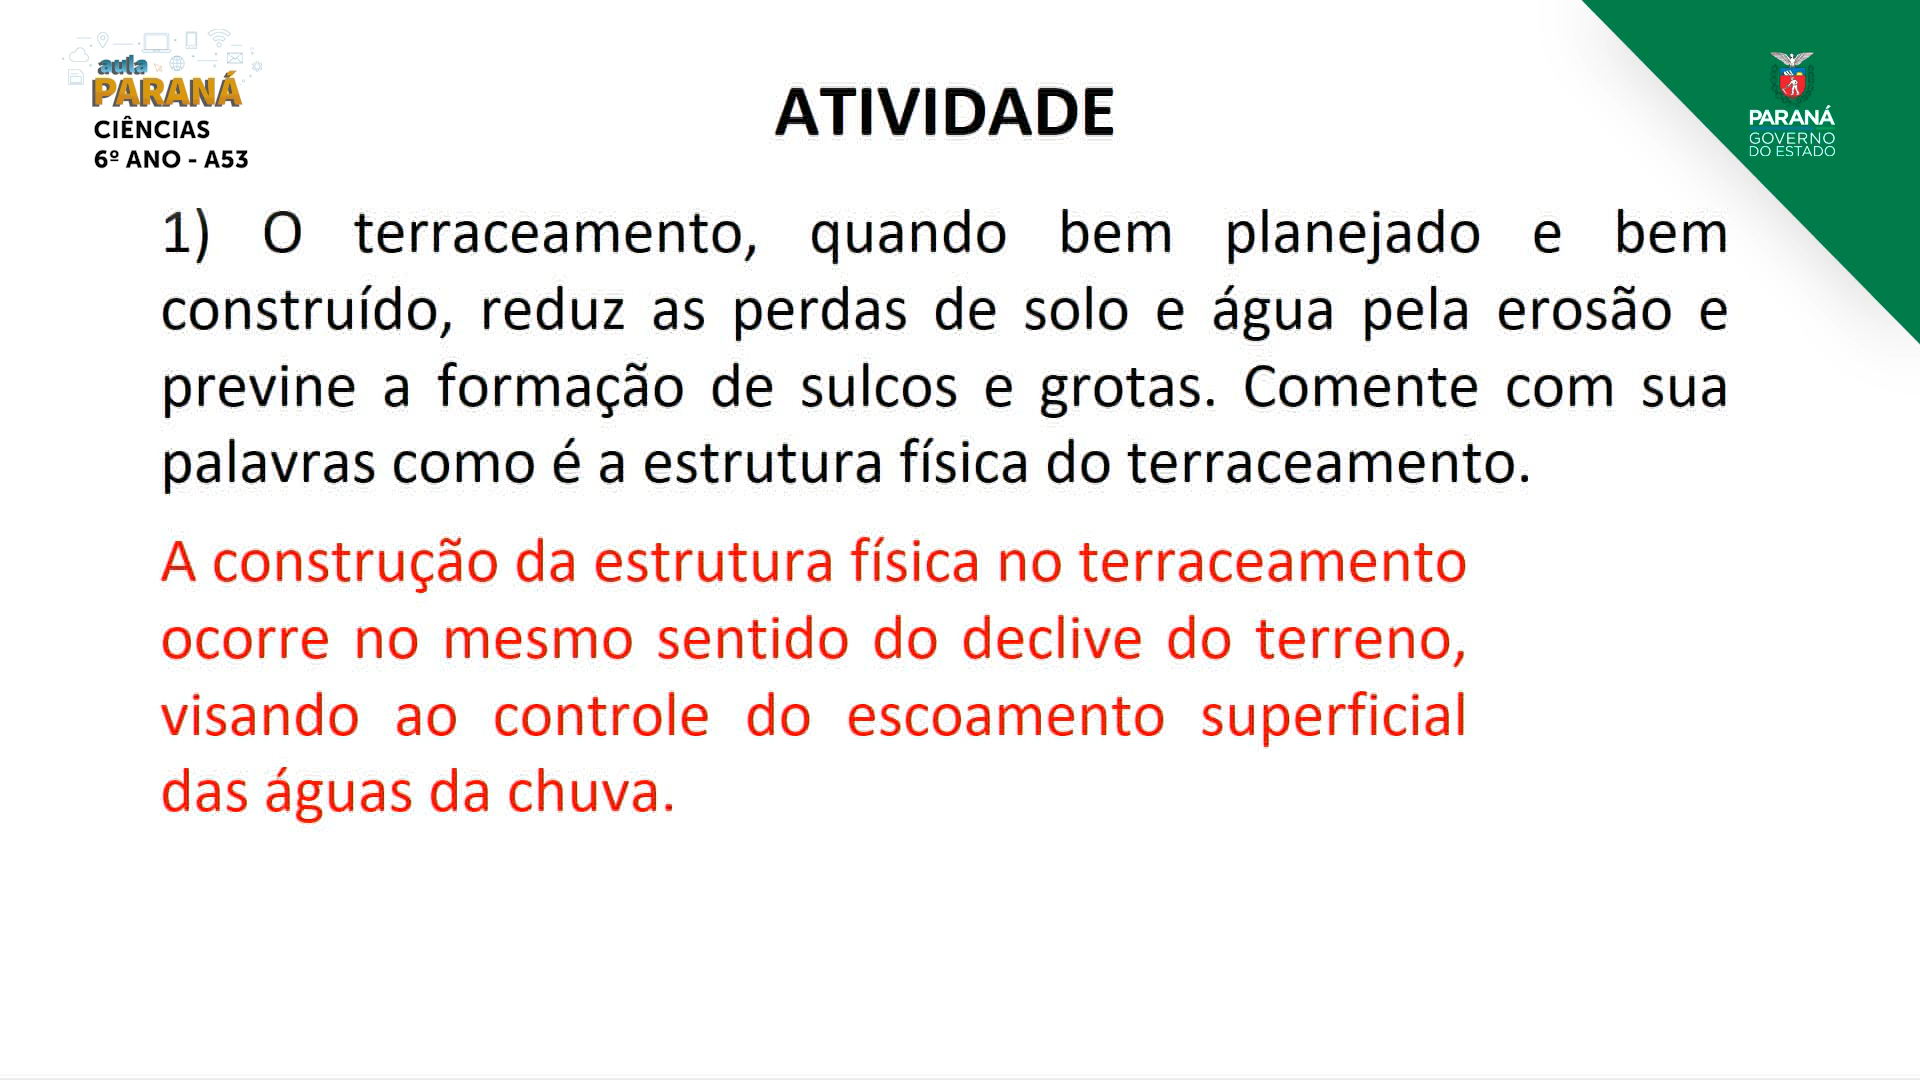 aula
PARANÁ
CIÊNCIAS
6º ANO - A53
ATIVIDADE
PARANÁ
GOVERNO
DO ESTADO
1) O terraceamento, quando bem planejado e bem
construído, reduz as perdas de solo e água pela erosão e
previne a formação de sulcos e grotas. Comente com sua
palavras como é a estrutura física do terraceamento.
A construção da estrutura física no terraceamento
ocorre no mesmo sentido do declive do terreno,
visando ao controle do escoamento superficial
das águas da chuva.